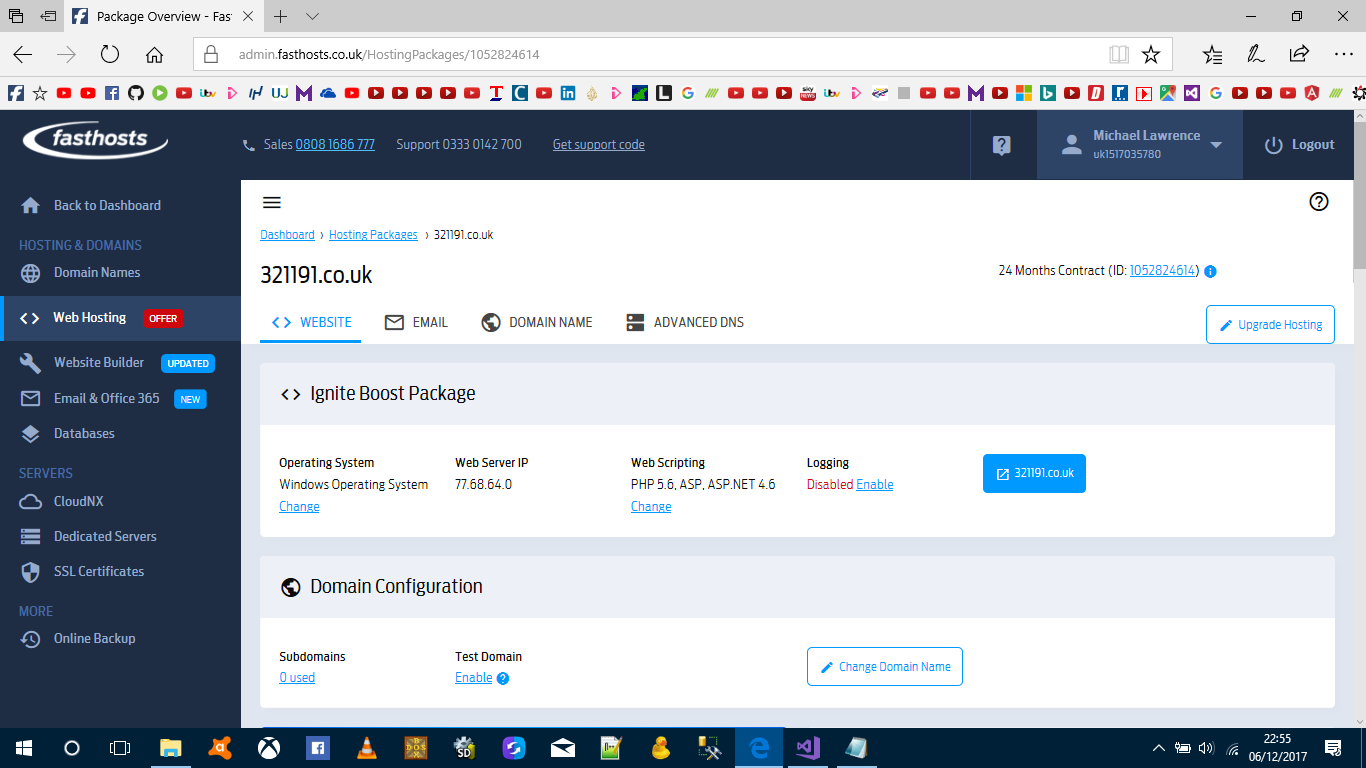 Package Overview - Fas
admin.fasthosts.co.uk/HostingPackages/1052824614
fasthosts
Sales 0808 1686 777
Support 0333 0142 700
Get support code
Michael Lawrence
uk1517035780
Logout
Back to Dashboard
HOSTING & DOMAINS
Domain Names
Web Hosting OFFER
Website Builder UPDATED
Email & Office 365 NEW
Databases
SERVERS
CloudNX
Dedicated Servers
SSL Certificates
MORE
Online Backup
Dashboard › Hosting Packages › 321191.co.uk
321191.co.uk
24 Months Contract (ID: 1052824614)
WEBSITE
EMAIL
DOMAIN NAME
ADVANCED DNS
Upgrade Hosting
Ignite Boost Package
Operating System
Windows Operating System
Change
Web Server IP
77.68.64.0
Web Scripting
PHP 5.6, ASP, ASP.NET 4.6
Change
Logging
Disabled Enable
321191.co.uk
Domain Configuration
Subdomains
0 used
Test Domain
Enable
Change Domain Name
22:55
06/12/2017